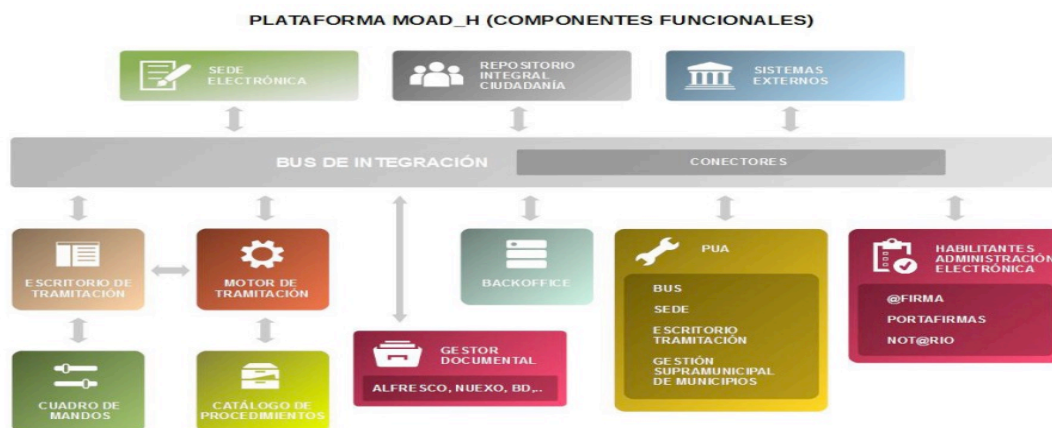 PLATAFORMA MOAD_H (COMPONENTES FUNCIONALES)
SEDE
ELECTRÓNICA
REPOSITORIO
INTEGRAL
CIUDADANÍA
SISTEMAS
EXTERNOS
BUS DE INTEGRACIÓN
CONECTORES
ESCRITORIO DE
TRAMITACIÓN
MOTOR DE
TRAMITACIÓN
BACKOFFICE
PUA
BUS
SEDE
ESCRITORIO
TRAMITACIÓN
GESTIÓN
SUPRAMUNICIPAL
DE MUNICIPIOS
HABILITANTES
ADMINISTRACIÓN
ELECTRÓNICA
@FIRMA
PORTAFIRMAS
NOT@RIO
GESTOR
DOCUMENTAL
ALFRESCO, NUEXO, BD,..
CUADRO DE
MANDOS
CATÁLOGO DE
PROCEDIMIENTOS